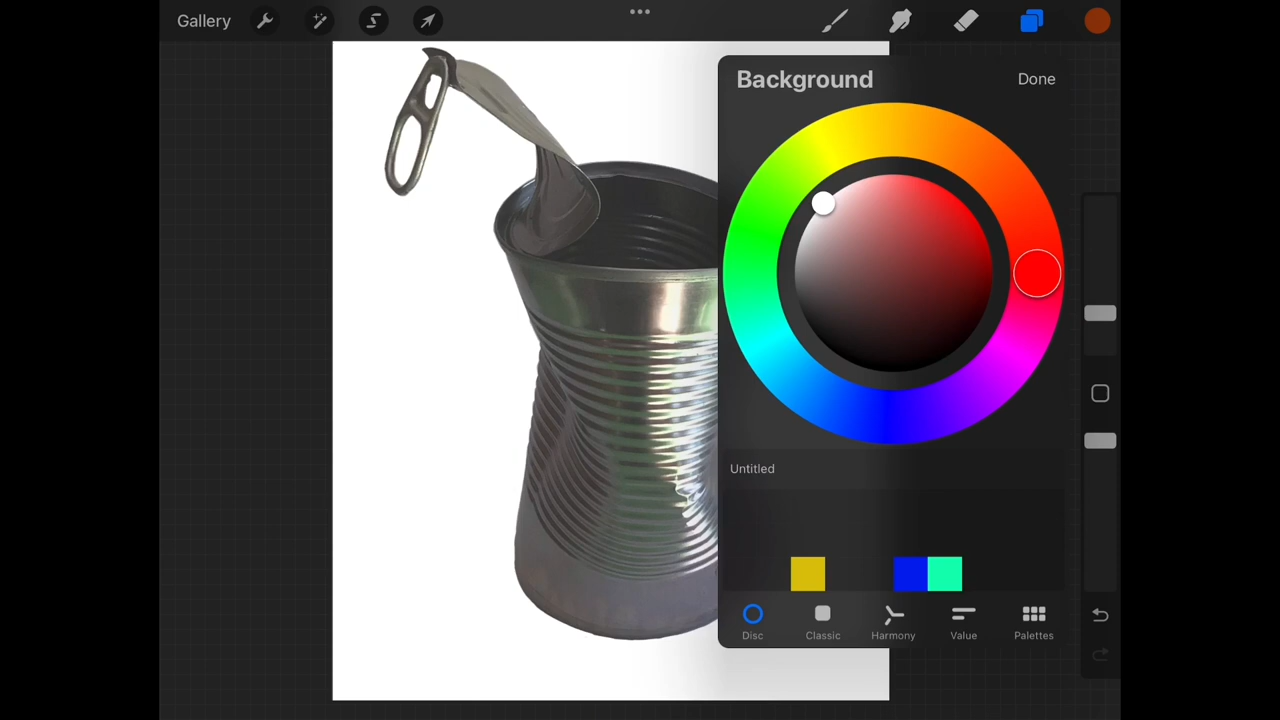 Gallery
Background
Done
Untitled
Disc
Classic
Harmony
Value
Palettes